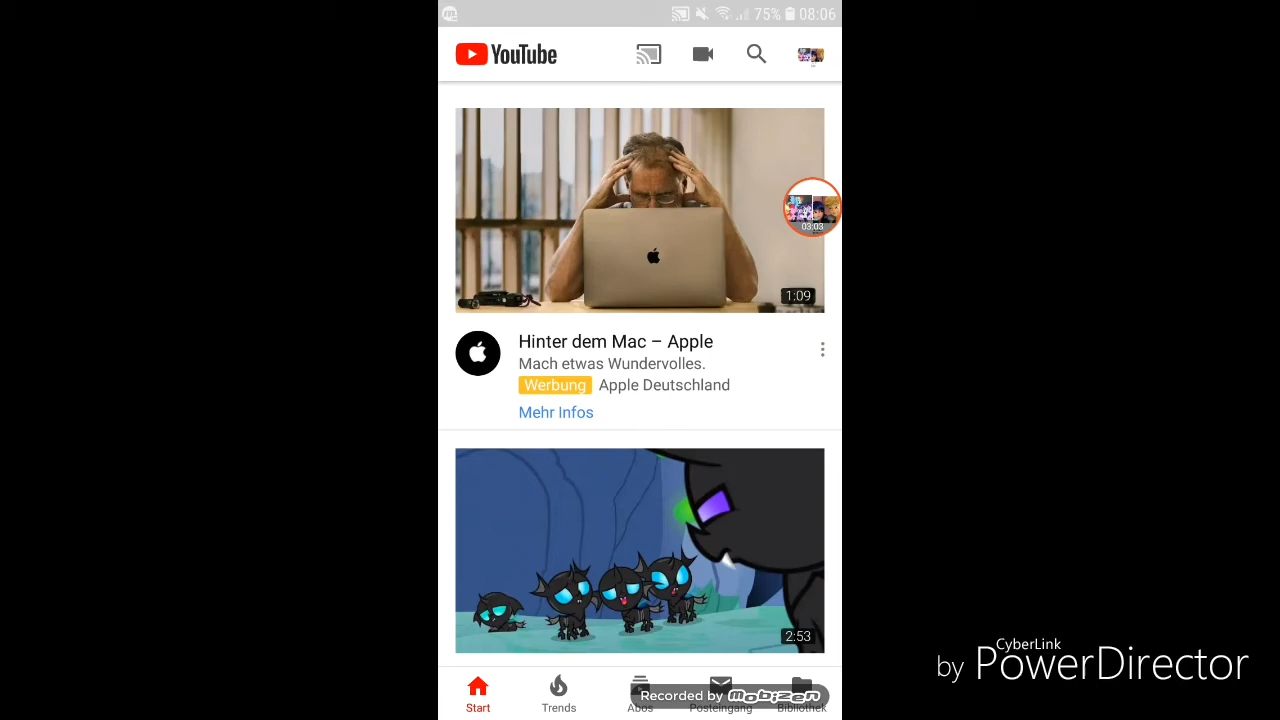 75% 08:06
YouTube
03:03
1:09
Hinter dem Mac – Apple
Mach etwas Wundervolles.
Werbung Apple Deutschland
Mehr Infos
2:53
CyberLink
by PowerDirector
Recorded by mobizen
Start Trends Abos Posteingang Bibliothek